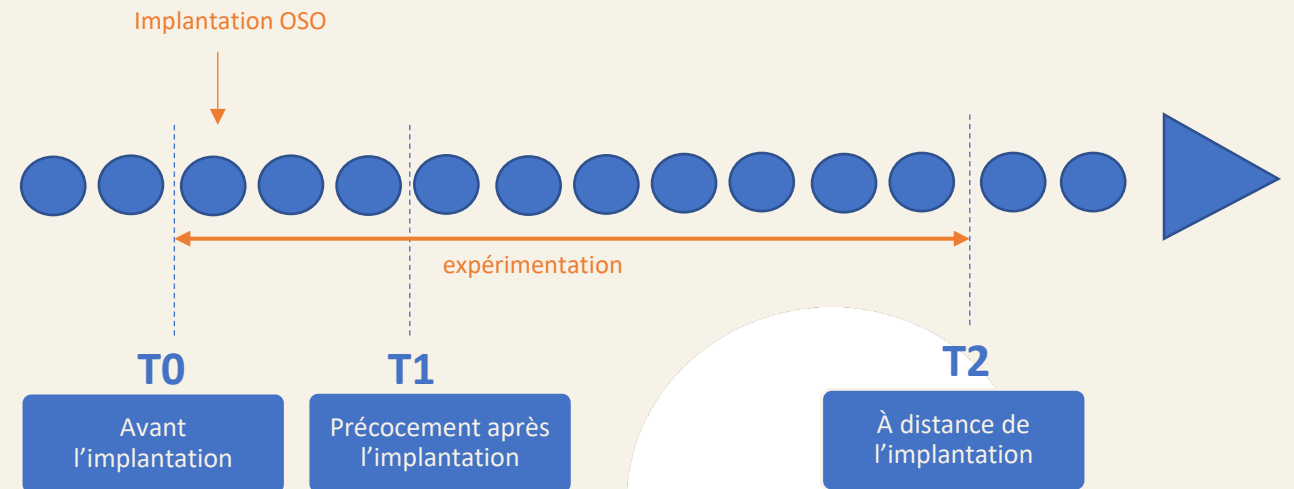 Implantation OSO
expérimentation
T0
T1
T2
Avant
l'implantation
Précocement après
l'implantation
À distance de
l'implantation